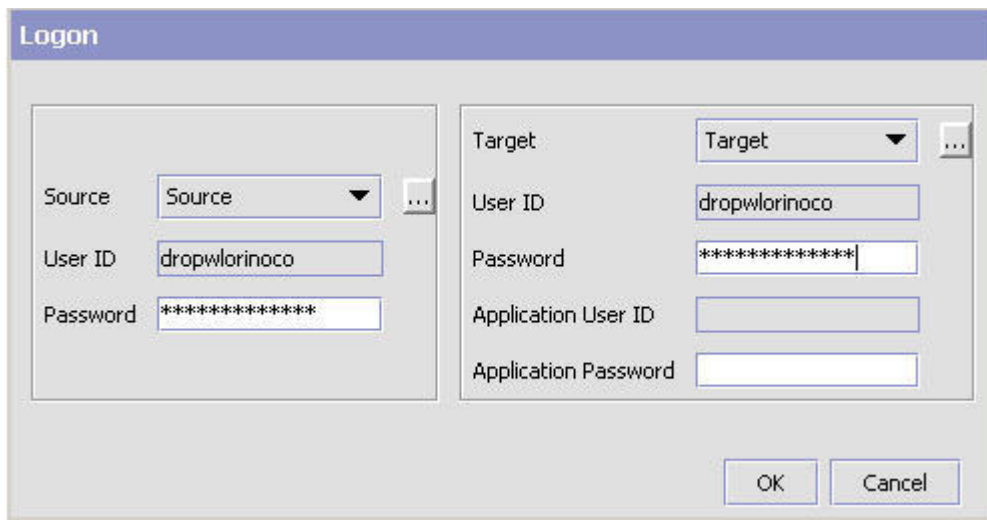 Logon
Source
Source
...
User ID
dropwlorinoco
Password
*************
Target
Target
...
User ID
dropwlorinoco
Password
*************
Application User ID
Application Password
OK
Cancel